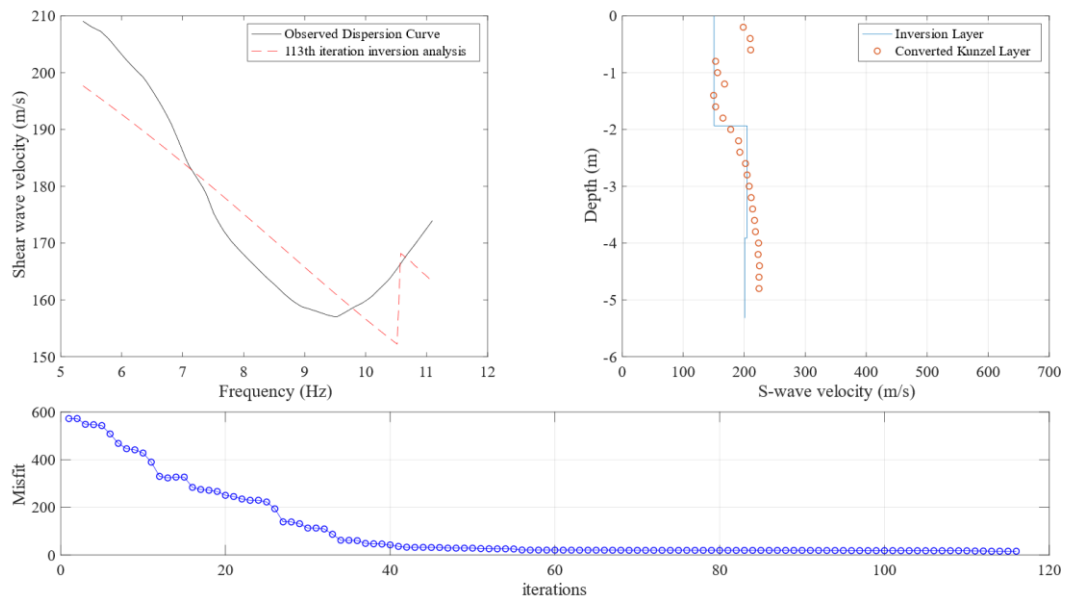 210
200
190
180
170
160
150
Shear wave velocity (m/s)
Observed Dispersion Curve
113th iteration inversion analysis
5 6 7 8 9 10 11 12
Frequency (Hz)
0
-1
-2
-3
-4
-5
-6
Depth (m)
Inversion Layer
Converted Kunzel Layer
0 100 200 300 400 500 600 700
S-wave velocity (m/s)
600
400
200
0
Misfit
0 20 40 60 80 100 120
iterations